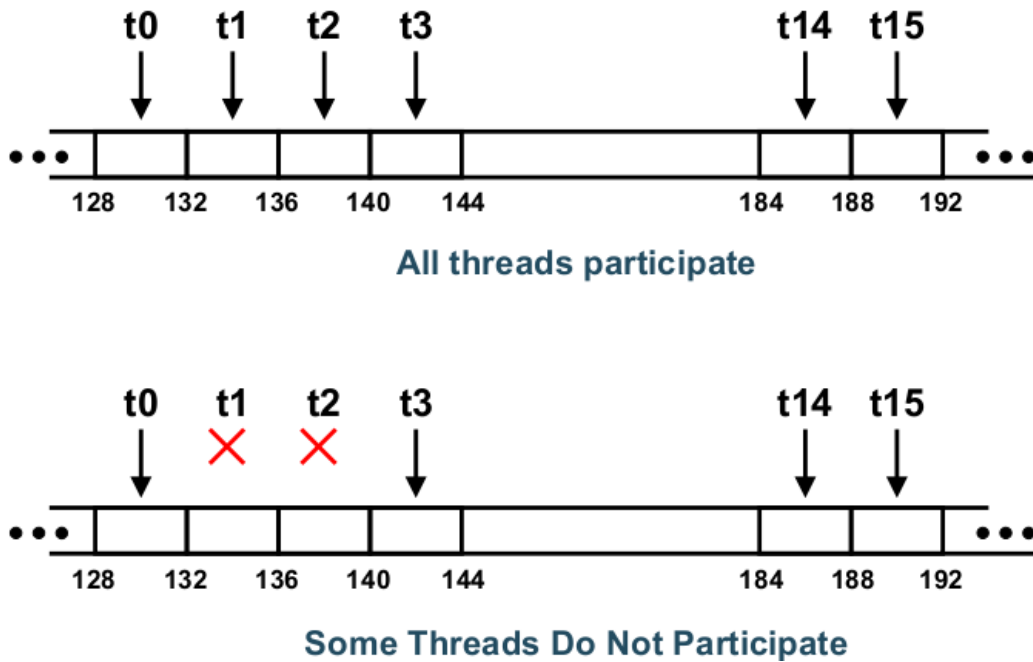 t0 t1 t2 t3 t14 t15
128 132 136 140 144 184 188 192
All threads participate
t0 t1 t2 t3 t14 t15
128 132 136 140 144 184 188 192
Some Threads Do Not Participate